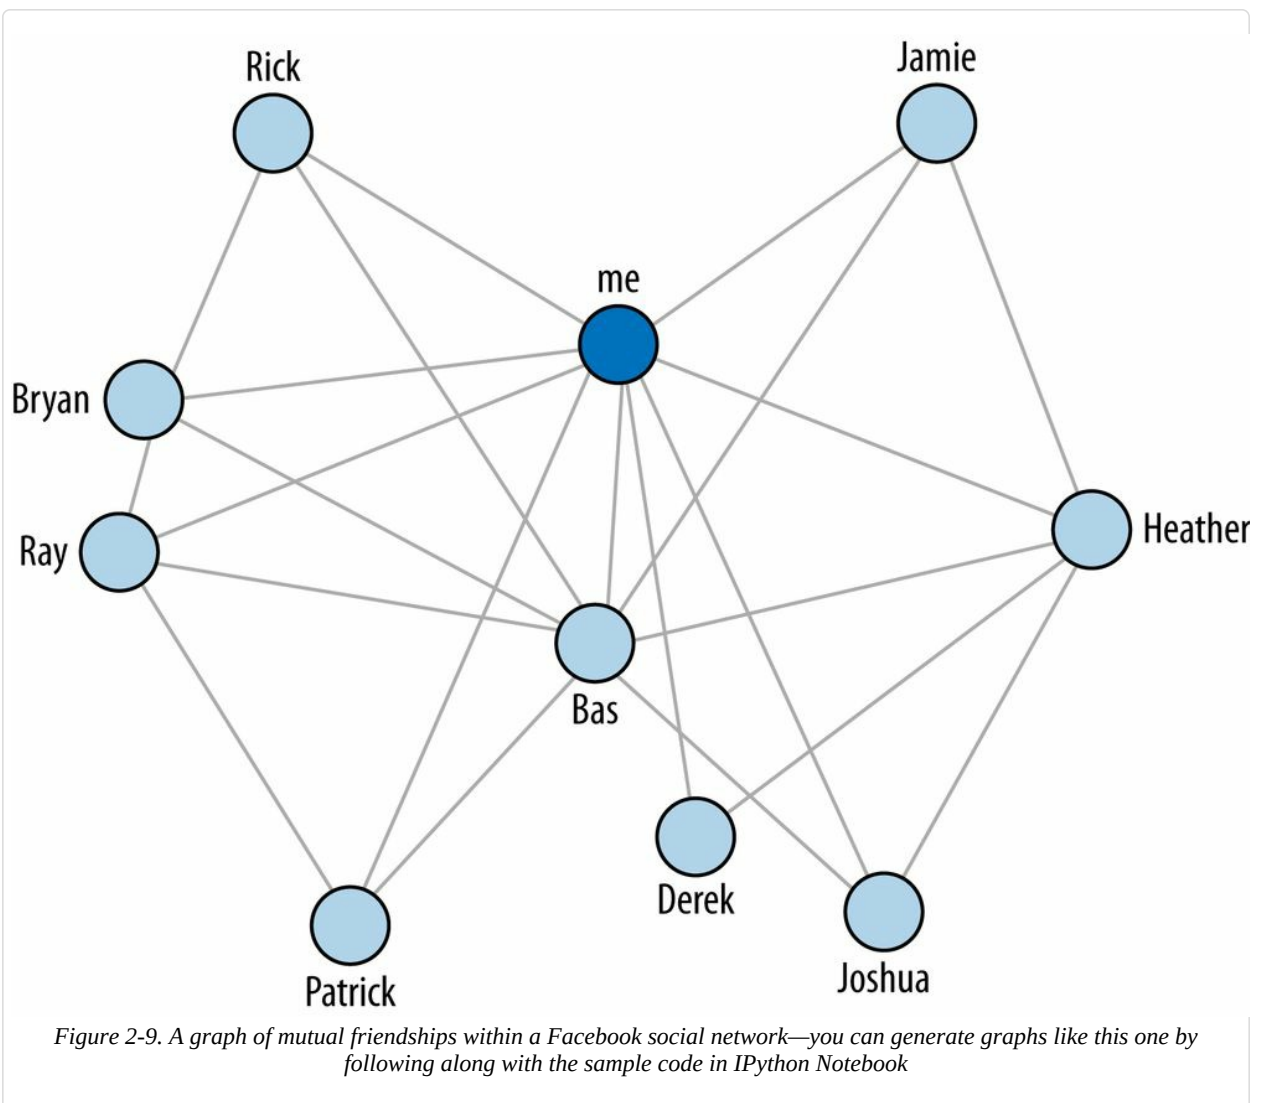 Rick
Jamie
me
Bryan
Heather
Ray
Bas
Derek
Joshua
Patrick
Figure 2-9. A graph of mutual friendships within a Facebook social network—you can generate graphs like this one by
following along with the sample code in IPython Notebook